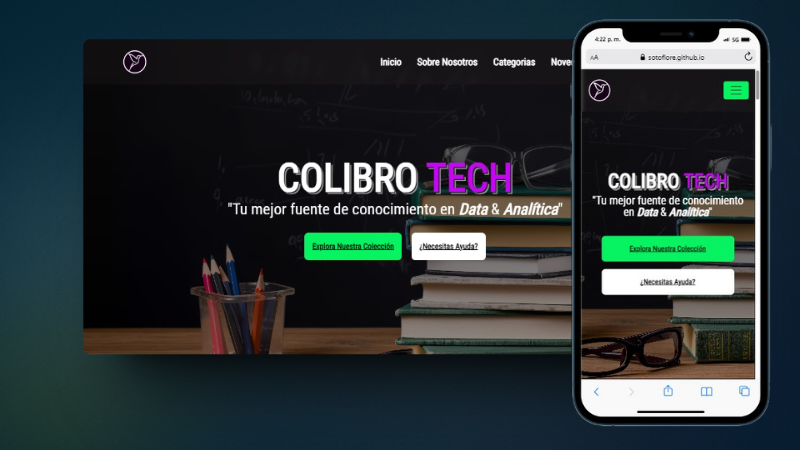 Inicio Sobre Nosotros Categorias
COLIBRO TECH
"Tu mejor fuente de conocimiento en Data & Analítica"
Explora Nuestra Colección
¿Necesitas Ayuda?
4:22 p. m.
5G
AA
sotoflore.github.io
COLIBRO TECH
"Tu mejor fuente de conocimiento
en Data & Analítica"
Explora Nuestra Colección
¿Necesitas Ayuda?